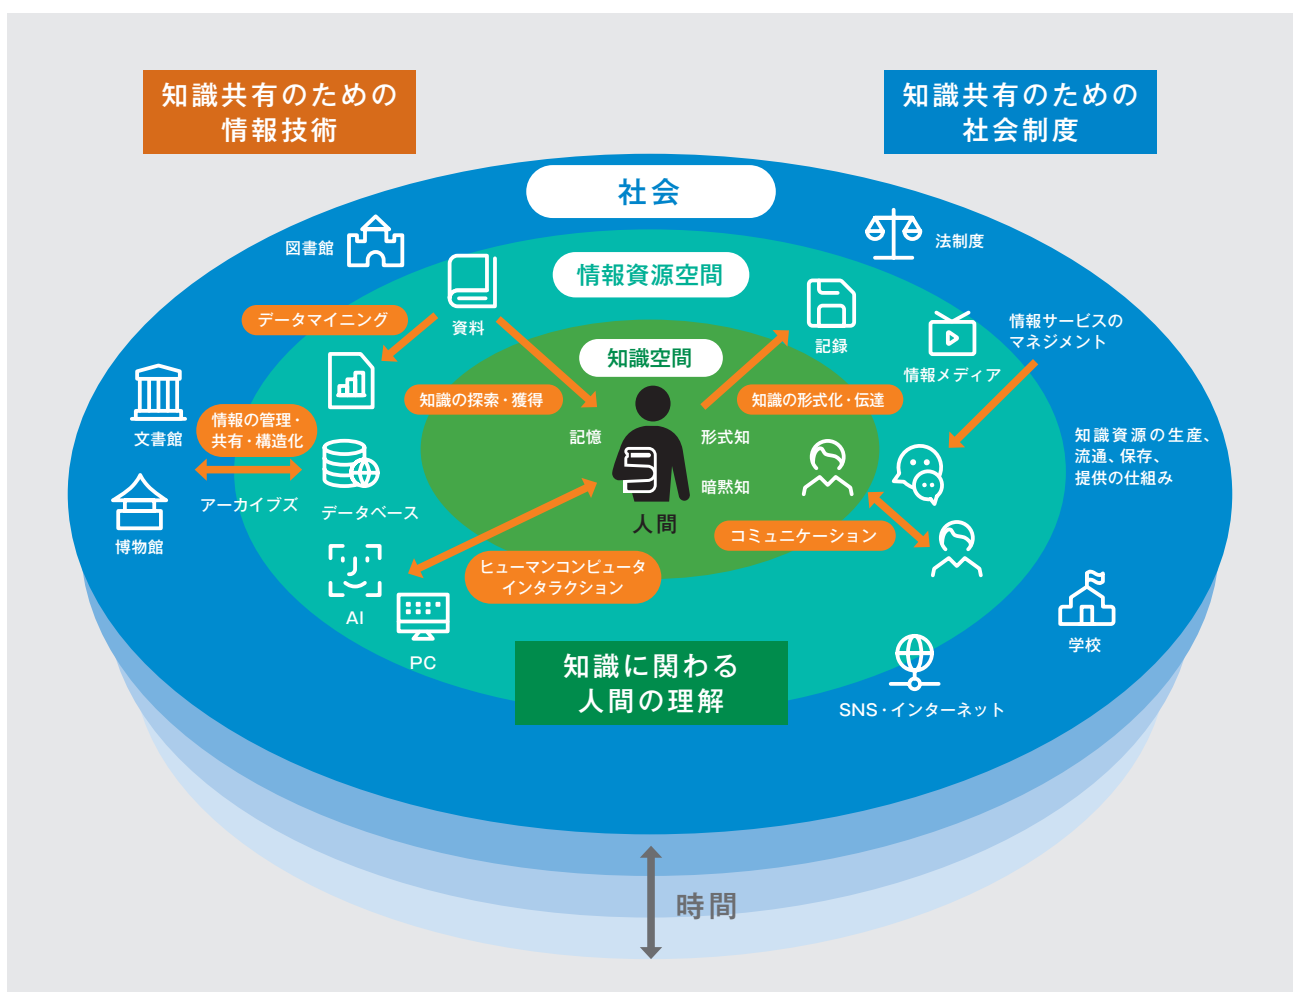 知識共有のための
情報技術
知識共有のための
社会制度
社会
図書館
法制度
情報資源空間
データマイニング
資料
記録
情報サービスの
マネジメント
知識空間
情報メディア
知識の探索・獲得
知識の形式化・伝達
文書館
情報の管理・
共有・構造化
記憶
形式知
知識資源の生産、
流通、保存、
提供の仕組み
暗黙知
アーカイブズ
データベース
人間
コミュニケーション
博物館
ヒューマンコンピュータ
インタラクション
AI
PC
学校
知識に関わる
人間の理解
SNS・インターネット
時間